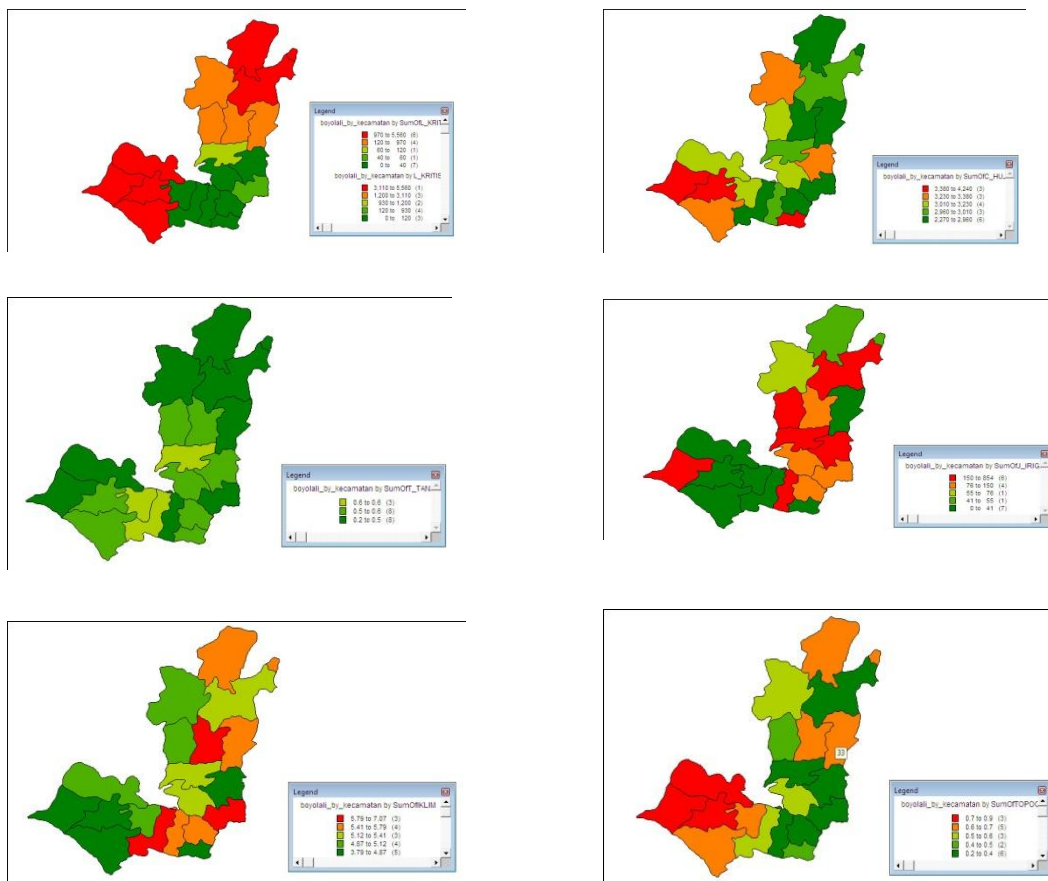 Legend
boyolali_by_kecamatan by SumOfL_KRIT
970 to 5,560 (6)
120 to 970 (4)
60 to 120 (1)
40 to 60 (1)
0 to 40 (7)
boyolali_by_kecamatan by L_KRITIS
3,110 to 5,560 (1)
1,200 to 3,110 (3)
930 to 1,200 (2)
120 to 930 (4)
0 to 120 (3)
Legend
boyolali_by_kecamatan by SumOfC_HU
3,380 to 4,240 (3)
3,230 to 3,380 (3)
3,010 to 3,230 (4)
2,960 to 3,010 (3)
2,270 to 2,960 (6)
Legend
boyolali_by_kecamatan by SumOfT_TAN
0.6 to 0.6 (3)
0.5 to 0.6 (8)
0.2 to 0.5 (8)
Legend
boyolali_by_kecamatan by SumOfJ_IRIG
150 to 854 (6)
76 to 150 (4)
55 to 76 (1)
41 to 55 (1)
0 to 41 (7)
Legend
boyolali_by_kecamatan by SumOfIKLIM
5.79 to 7.07 (3)
5.41 to 5.79 (4)
5.12 to 5.41 (3)
4.87 to 5.12 (4)
3.79 to 4.87 (5)
33
Legend
boyolali_by_kecamatan by SumOfTOPOG
0.7 to 0.9 (3)
0.6 to 0.7 (5)
0.5 to 0.6 (3)
0.4 to 0.5 (2)
0.2 to 0.4 (6)